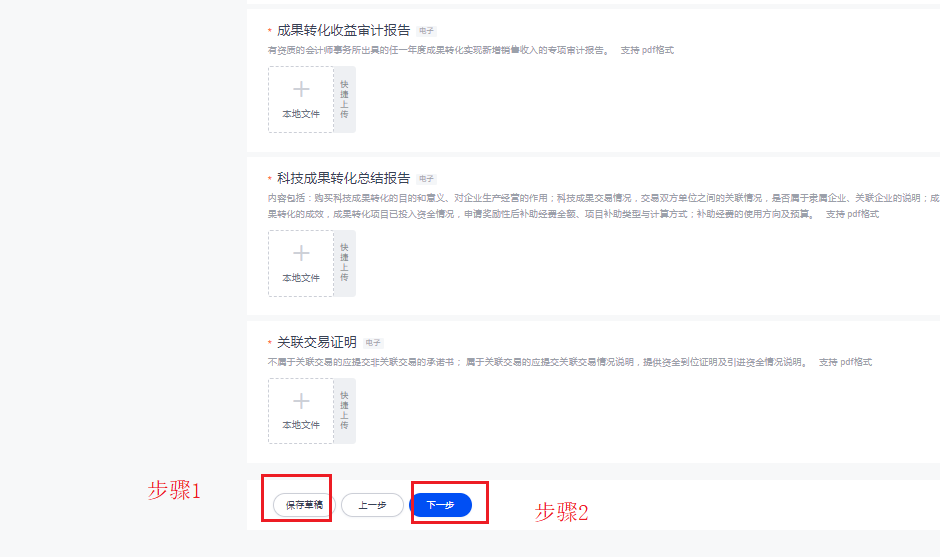 * 成果转化收益审计报告 电子
有资质的会计师事务所出具的任一年度成果转化实现新增销售收入的专项审计报告。 支持 pdf格式
本地文件
快捷上传
* 科技成果转化总结报告 电子
内容包括：购买科技成果转化的目的和意义、对企业生产经营的作用；科技成果交易情况，交易双方单位之间的关联情况，是否属于隶属企业、关联企业的说明；成
果转化的成效，成果转化项目已投入资金情况，申请奖励性后补助经费金额、项目补助类型与计算方式；补助经费的使用方向及预算。 支持 pdf格式
本地文件
快捷上传
* 关联交易证明 电子
不属于关联交易的应提交非关联交易的承诺书； 属于关联交易的应提交关联交易情况说明，提供资金到位证明及引进资金情况说明。 支持 pdf格式
本地文件
快捷上传
步骤1
保存草稿
上一步
下一步
步骤2